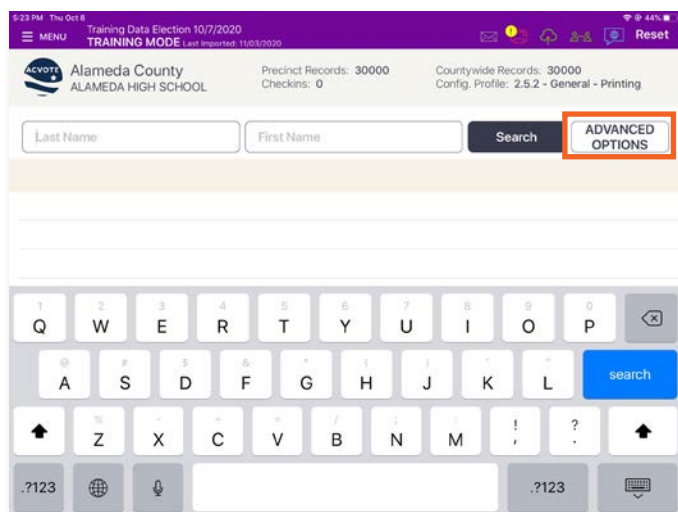 5:23 PM Thu Oct 8
44%
MENU
Training Data Election 10/7/2020
TRAINING MODE Last Imported: 11/03/2020
Reset
ACVOTE
Alameda County
ALAMEDA HIGH SCHOOL
Precinct Records: 30000
Checkins: 0
Countywide Records: 30000
Config. Profile: 2.5.2 - General - Printing
Last Name
First Name
Search
ADVANCED OPTIONS
1 2 3 4 5 6 7 8 9 0
Q W E R T Y U I O P
@ # $ & * ( ) ' "
A S D F G H J K L search
% - + = / ; : ! ?
Z X C V B N M , .
.?123 .?123